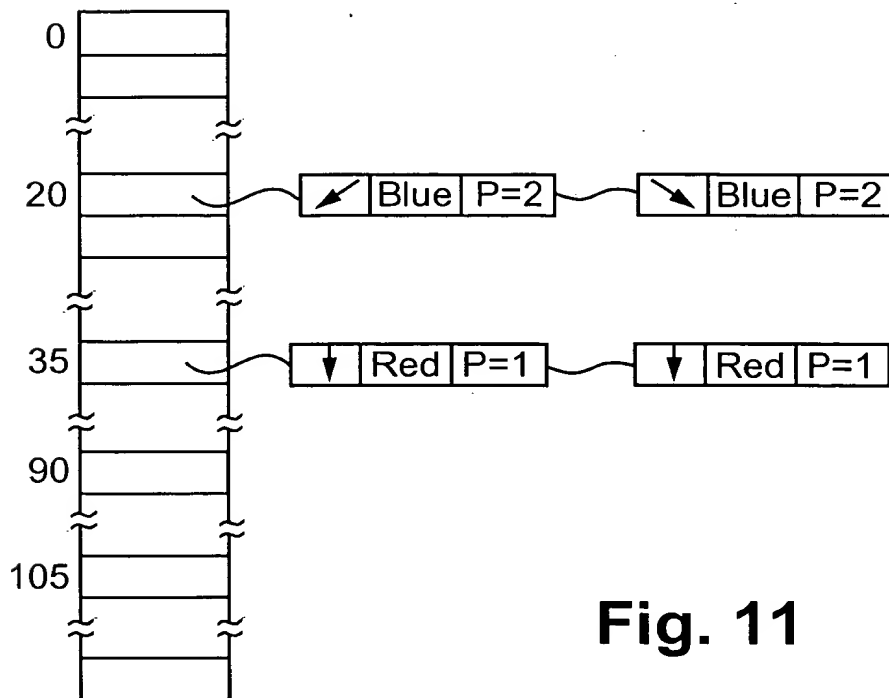 0
20 Blue P=2 Blue P=2
35 Red P=1 Red P=1
90
105
Fig. 11